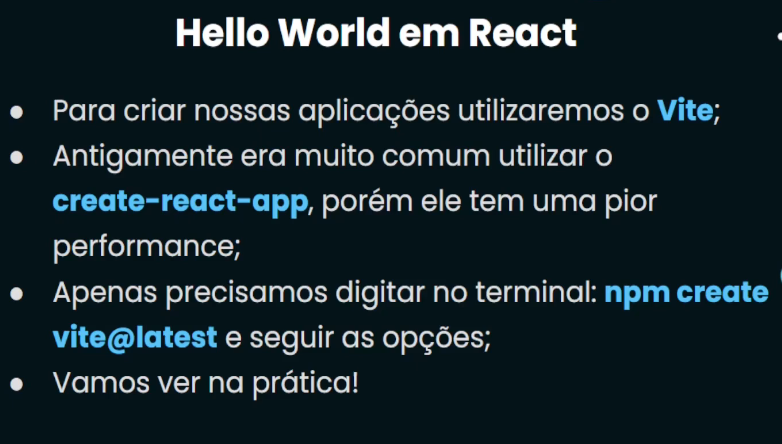 Hello World em React
● Para criar nossas aplicações utilizaremos o Vite;
● Antigamente era muito comum utilizar o
create-react-app, porém ele tem uma pior
performance;
● Apenas precisamos digitar no terminal: npm create
vite@latest e seguir as opções;
● Vamos ver na prática!